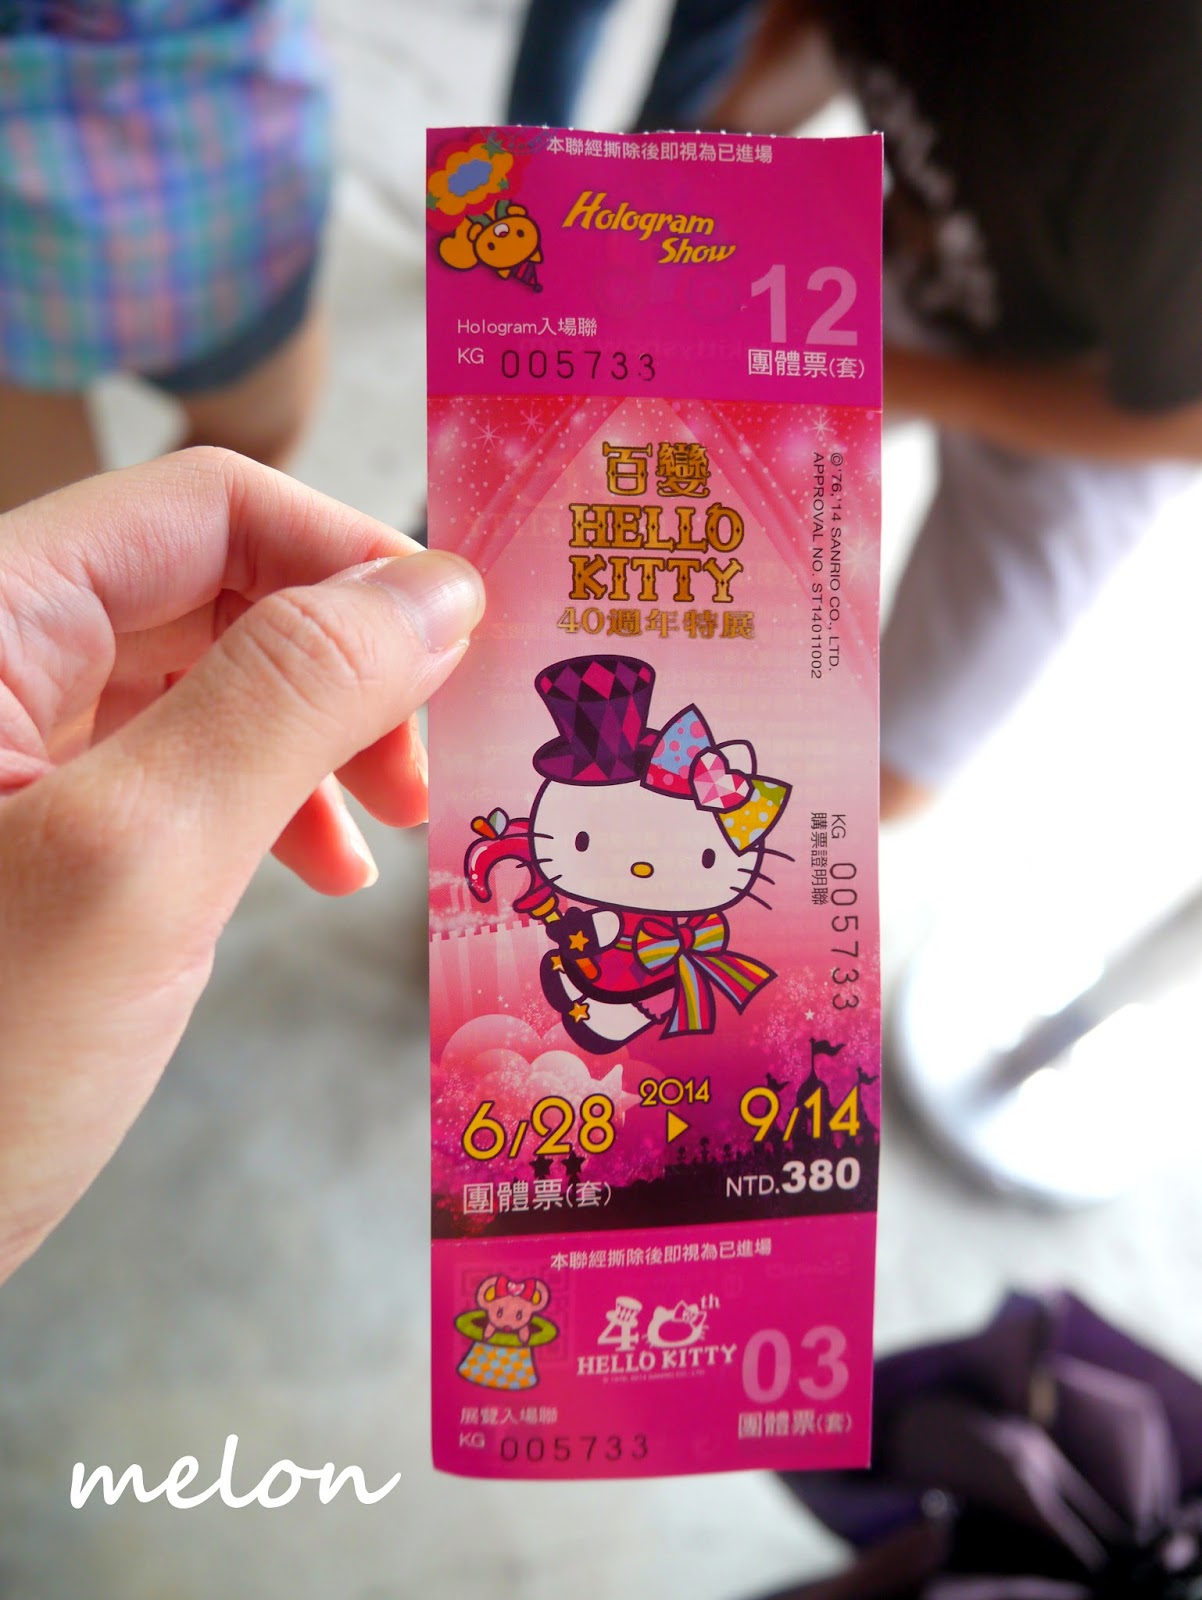 本聯經撕除後即視為已進場
Hologram
Show
12
Hologram入場聯
KG 005733
團體票(套)
百變
HELLO
KITTY
40週年特展
©'76,'14 SANRIO CO., LTD.
APPROVAL NO. ST14011002
KG 005733
購票證明聯
2014
6/28 ▶ 9/14
團體票(套)
NTD.380
本聯經撕除後即視為已進場
40th
HELLO KITTY
03
展覽入場聯
團體票(套)
KG 005733
melon